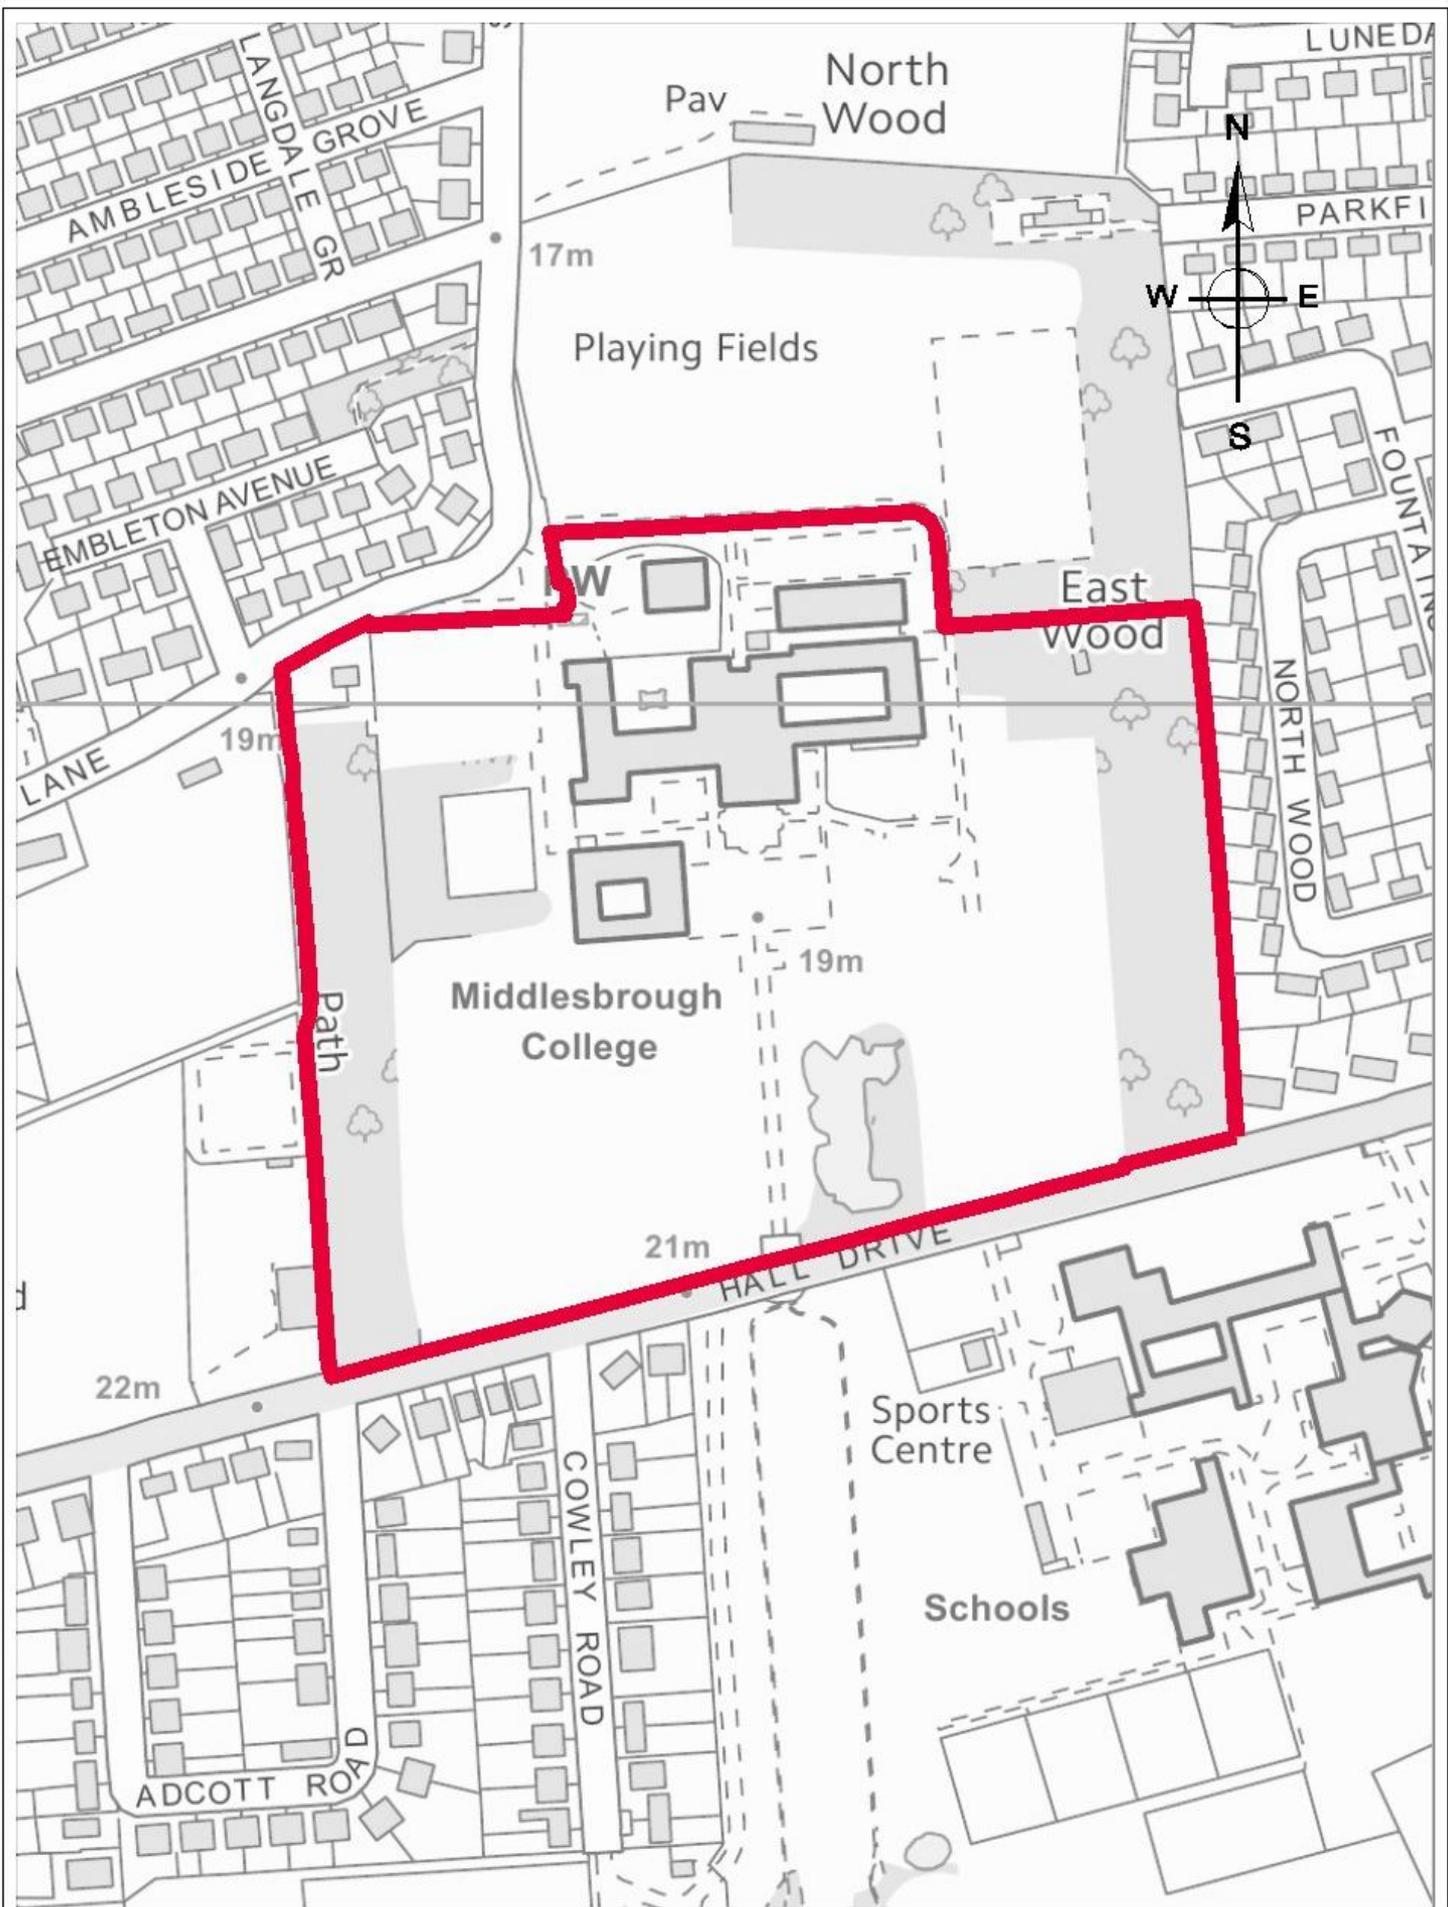 LUNEDA
North
Wood
Pav
N
LANGDALE GR
AMBLESIDE GROVE
PARKFI
17m
W
E
Playing Fields
S
FOUNTAINS
EMBLETON AVENUE
W
East
Wood
NORTH WOOD
19m
LANE
19m
Middlesbrough
College
Path
21m
HALL DRIVE
d
22m
Sports
Centre
COWLEY ROAD
Schools
ADCOTT ROAD